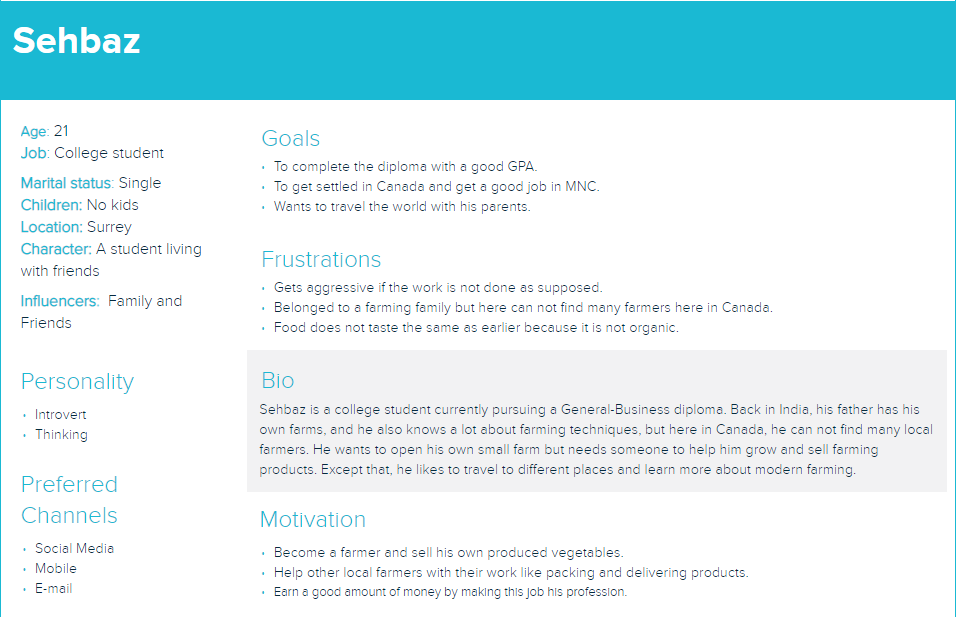 Sehbaz
Age: 21
Job: College student
Marital status: Single
Children: No kids
Location: Surrey
Character: A student living
with friends
Influencers: Family and
Friends
Personality
• Introvert
• Thinking
Preferred
Channels
• Social Media
• Mobile
• E-mail
Goals
• To complete the diploma with a good GPA.
• To get settled in Canada and get a good job in MNC.
• Wants to travel the world with his parents.
Frustrations
• Gets aggressive if the work is not done as supposed.
• Belonged to a farming family but here can not find many farmers here in Canada.
• Food does not taste the same as earlier because it is not organic.
Bio
Sehbaz is a college student currently pursuing a General-Business diploma. Back in India, his father has his
own farms, and he also knows a lot about farming techniques, but here in Canada, he can not find many local
farmers. He wants to open his own small farm but needs someone to help him grow and sell farming
products. Except that, he likes to travel to different places and learn more about modern farming.
Motivation
• Become a farmer and sell his own produced vegetables.
• Help other local farmers with their work like packing and delivering products.
• Earn a good amount of money by making this job his profession.